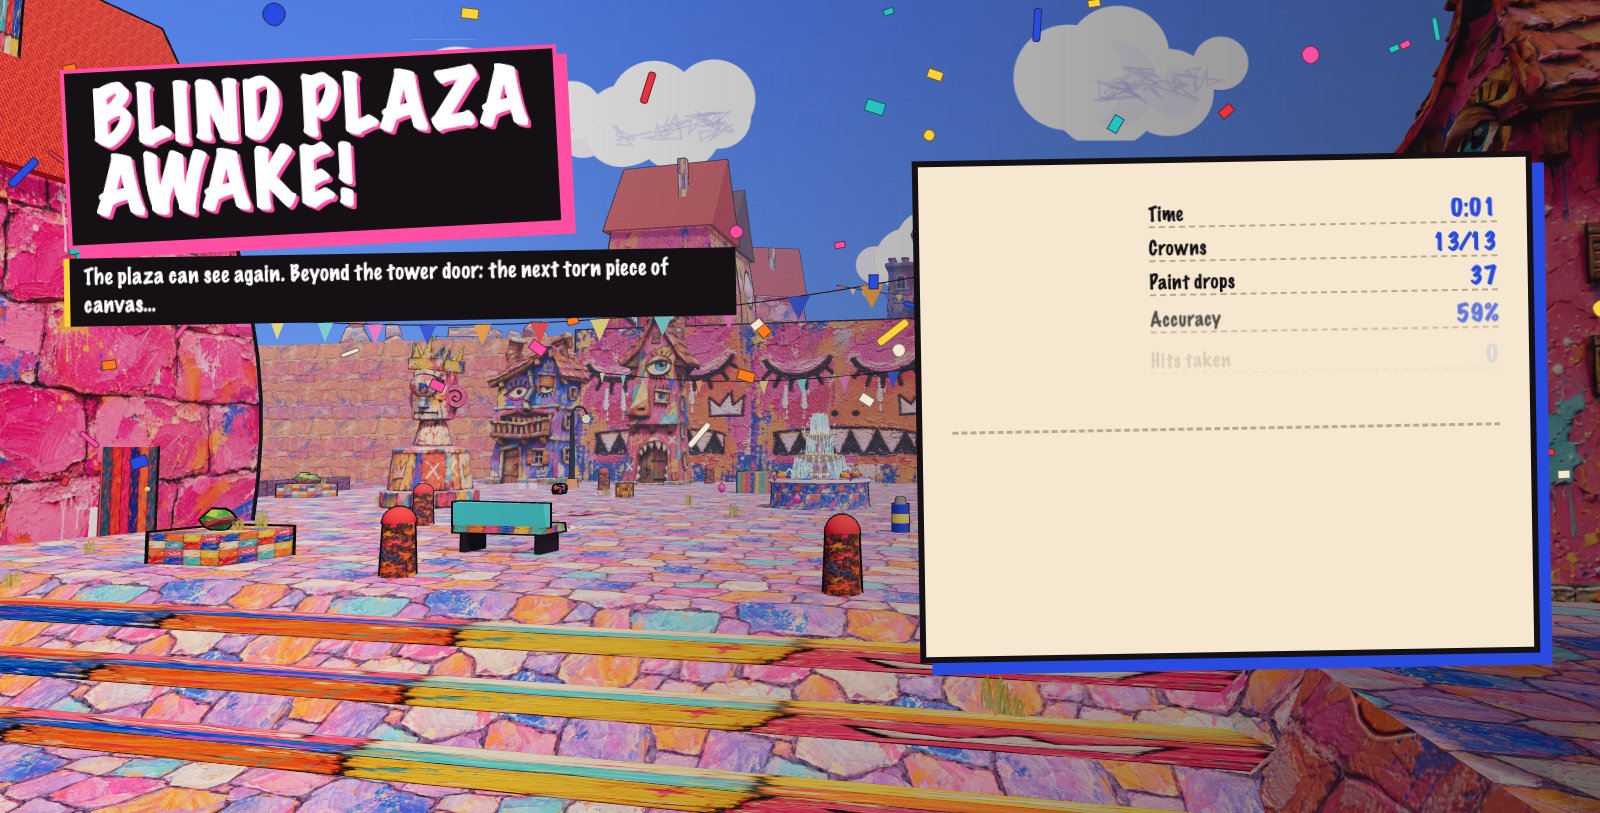 BLIND PLAZA
AWAKE!
The plaza can see again. Beyond the tower door: the next torn piece of
canvas...
Time 0:01
Crowns 13/13
Paint drops 37
Accuracy 59%
Hits taken 0